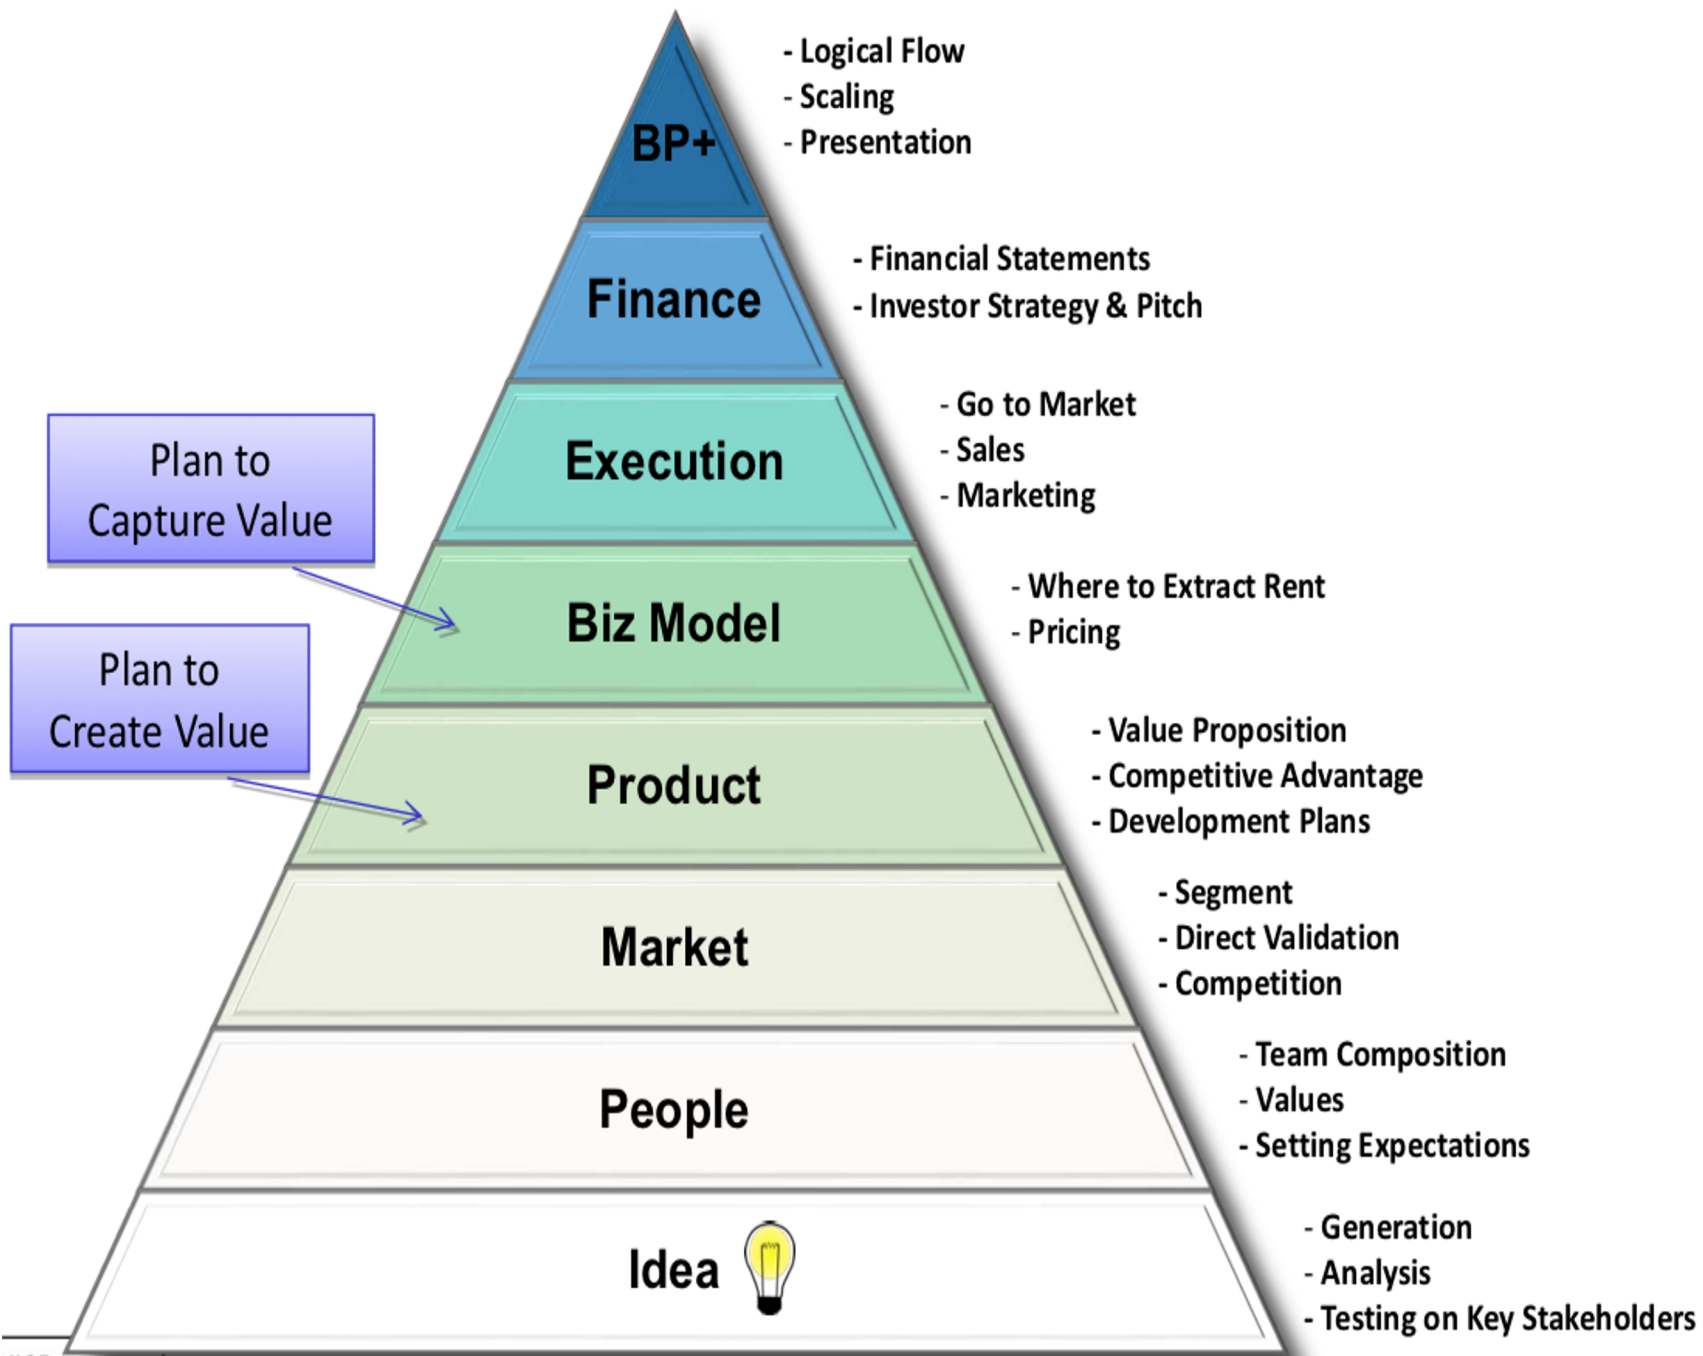 - Logical Flow
- Scaling
- Presentation
BP+
- Financial Statements
- Investor Strategy & Pitch
Finance
- Go to Market
- Sales
- Marketing
Execution
Plan to
Capture Value
- Where to Extract Rent
- Pricing
Biz Model
Plan to
Create Value
- Value Proposition
- Competitive Advantage
- Development Plans
Product
- Segment
- Direct Validation
- Competition
Market
- Team Composition
- Values
- Setting Expectations
People
- Generation
- Analysis
- Testing on Key Stakeholders
Idea